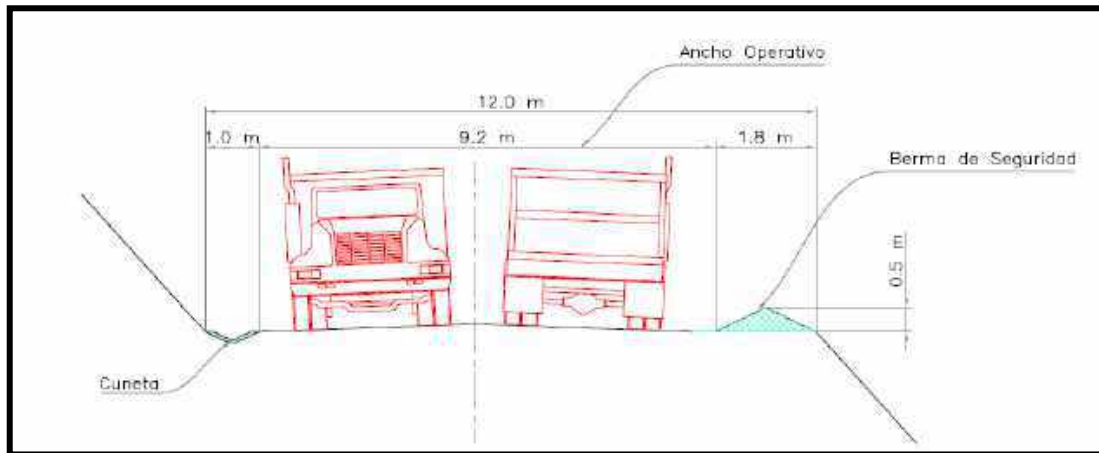 Ancho Operativo
12.0 m
1.0 m
9.2 m
1.8 m
Berma de Seguridad
0.5 m
Cuneta